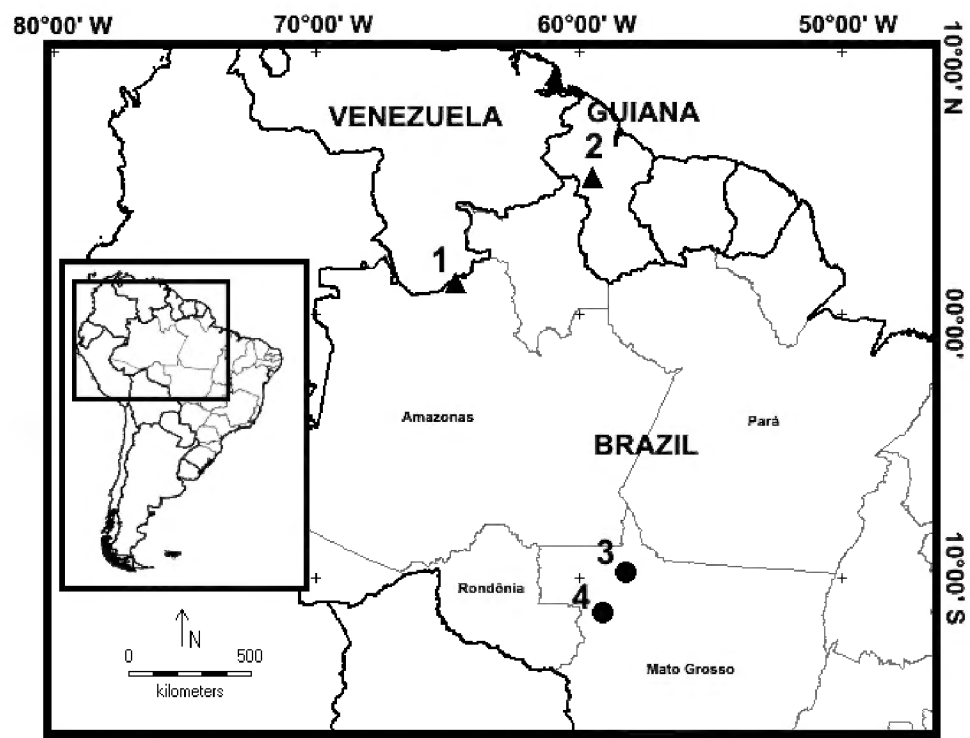 80°00' W 70°00' W 60°00' W 50°00' W
10°00' N
VENEZUELA
GUIANA
2
1
00°00'
Amazonas
Pará
BRAZIL
10°00' S
3
Rondônia
4
N
0 500
kilometers
Mato Grosso